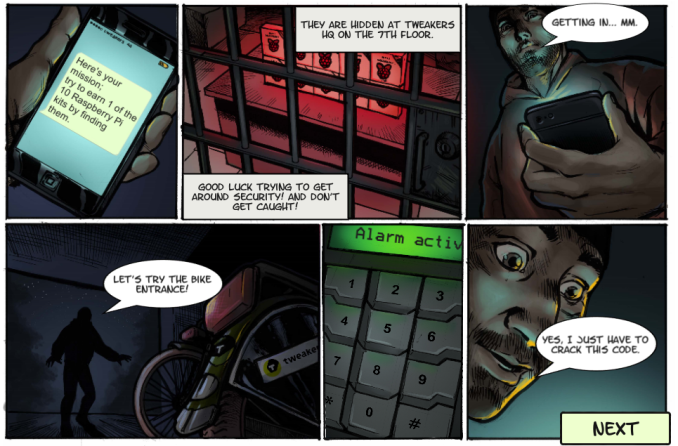 Here's your
mission;
try to earn 1 of the
10 Raspberry Pi
kits by finding
them.
THEY ARE HIDDEN AT TWEAKERS
HQ ON THE 7TH FLOOR.
GOOD LUCK TRYING TO GET
AROUND SECURITY! AND DON'T
GET CAUGHT!
GETTING IN... MM.
LET'S TRY THE BIKE
ENTRANCE!
tweakers
Alarm activ
1 2 3
4 5 6
7 8 9
* 0 #
YES, I JUST HAVE TO
CRACK THIS CODE.
NEXT